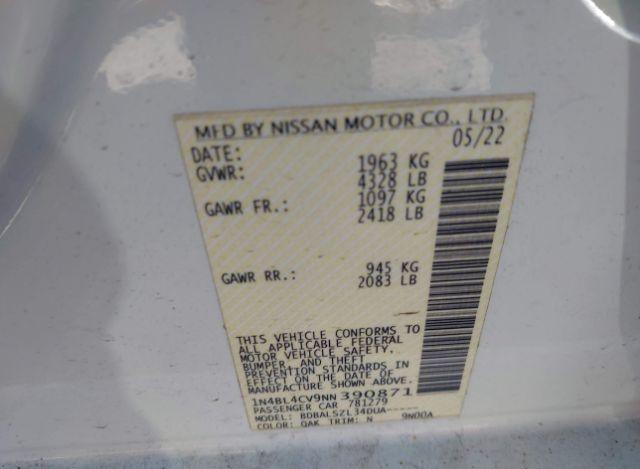 MFD BY NISSAN MOTOR CO., LTD.
DATE: 05/22
GVWR: 1963 KG
4328 LB
GAWR FR.: 1097 KG
2418 LB
GAWR RR.: 945 KG
2083 LB
THIS VEHICLE CONFORMS TO
ALL APPLICABLE FEDERAL
MOTOR VEHICLE SAFETY,
BUMPER, AND THEFT
PREVENTION STANDARDS IN
EFFECT ON THE DATE OF
MANUFACTURE SHOWN ABOVE.
1N4BL4CV9NN390871
PASSENGER CAR 781279
MODEL: BDBALSZL34DUA-----
COLOR: QAK TRIM: N 9N00A